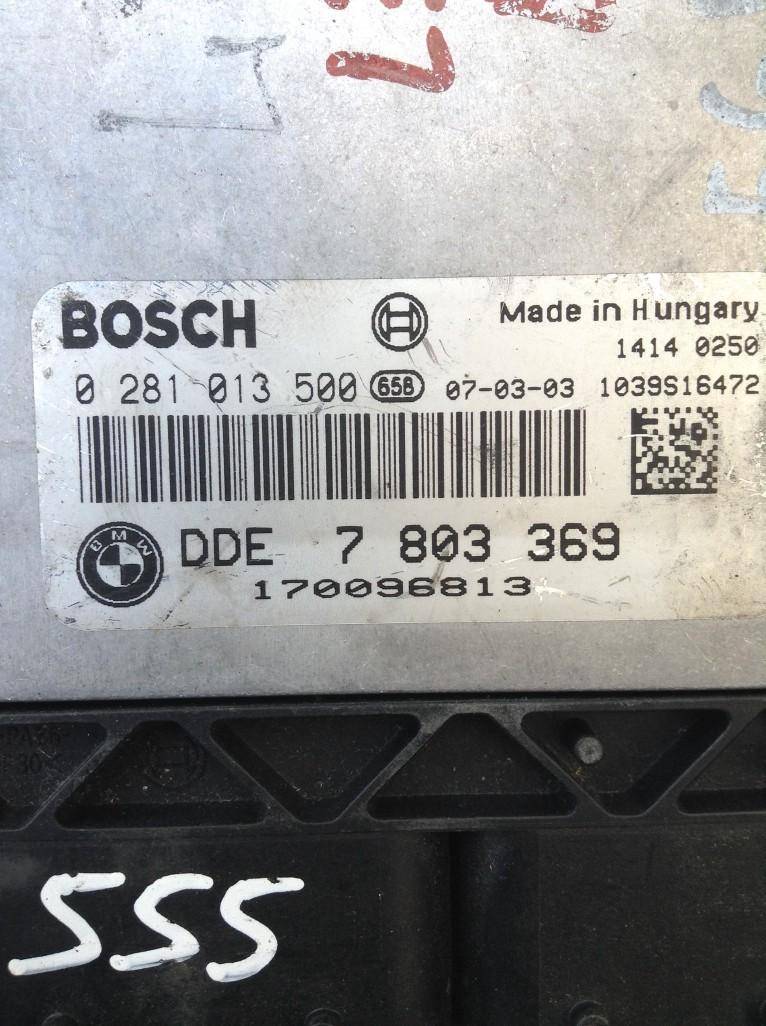 BOSCH Made in Hungary
1414 0250
0 281 013 500 658 07-03-03 1039S16472
BMW DDE 7 803 369
170096813
555